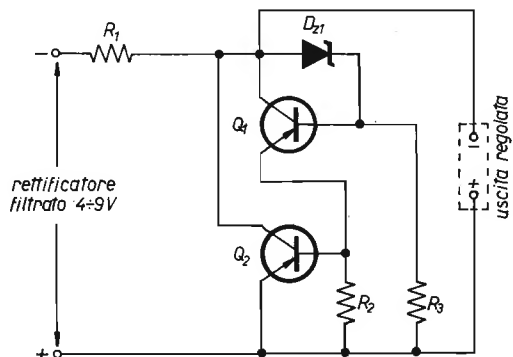 R1
DZ1
Q1
rettificatore
filtrato 4÷9V
Q2
R2
R3
uscita regolata
−
+
−
+